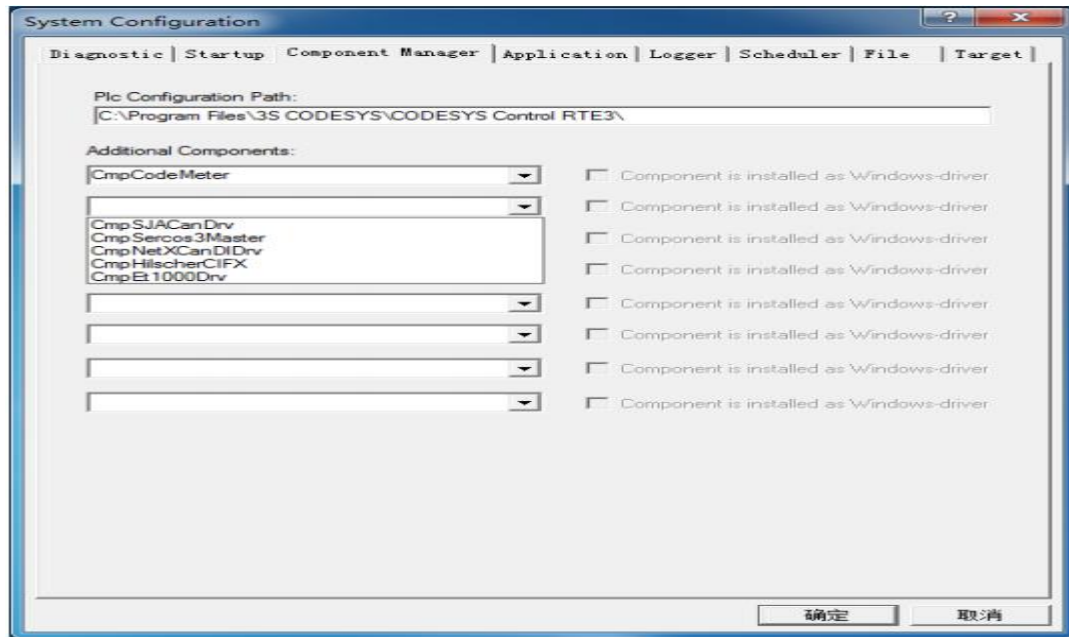 System Configuration
Diagnostic | Startup | Component Manager | Application | Logger | Scheduler | File | Target |
Plc Configuration Path:
C:\Program Files\3S CODESYS\CODESYS Control RTE3\
Additional Components:
CmpCodeMeter Component is installed as Windows-driver
Component is installed as Windows-driver
CmpSJACanDrv
CmpSercos3Master Component is installed as Windows-driver
CmpNetXCanDIDrv
CmpHilscherCIFX Component is installed as Windows-driver
CmpEt1000Drv
Component is installed as Windows-driver
Component is installed as Windows-driver
Component is installed as Windows-driver
Component is installed as Windows-driver
确定 取消